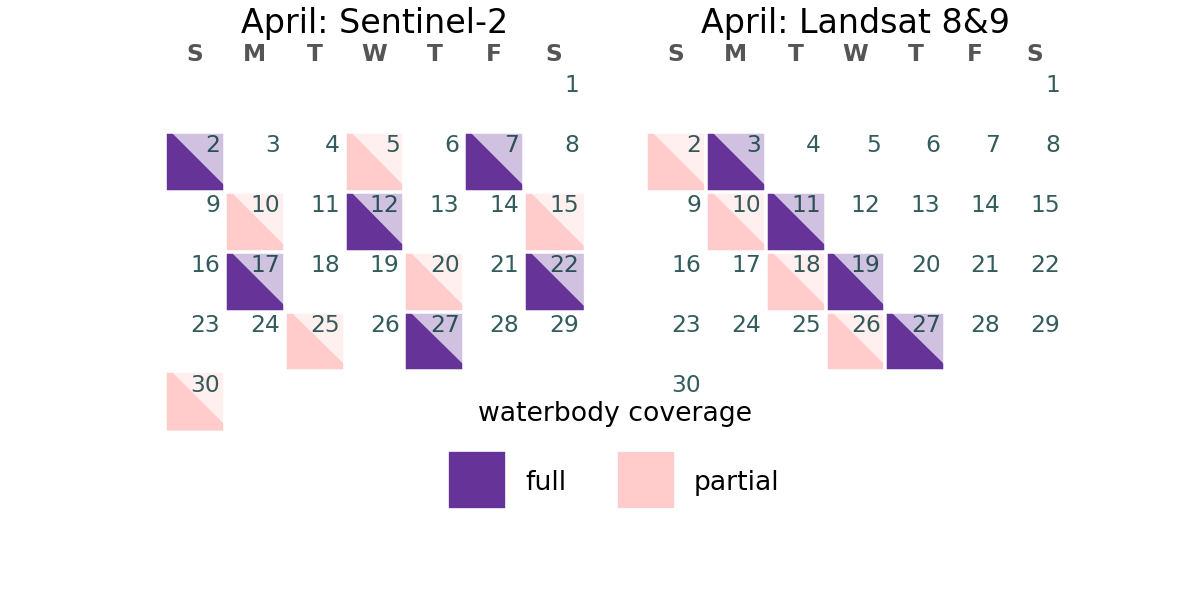 April: Sentinel-2
S M T W T F S
1
2 3 4 5 6 7 8
9 10 11 12 13 14 15
16 17 18 19 20 21 22
23 24 25 26 27 28 29
30
April: Landsat 8&9
S M T W T F S
1
2 3 4 5 6 7 8
9 10 11 12 13 14 15
16 17 18 19 20 21 22
23 24 25 26 27 28 29
30
waterbody coverage
full partial